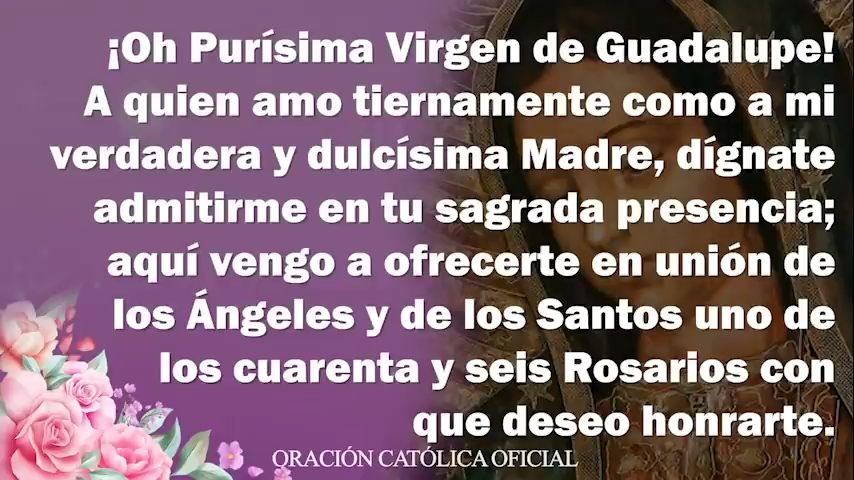 ¡Oh Purísima Virgen de Guadalupe!
A quien amo tiernamente como a mi
verdadera y dulcísima Madre, dígnate
admitirme en tu sagrada presencia;
aquí vengo a ofrecerte en unión de
los Ángeles y de los Santos uno de
los cuarenta y seis Rosarios con
que deseo honrarte.
ORACIÓN CATÓLICA OFICIAL